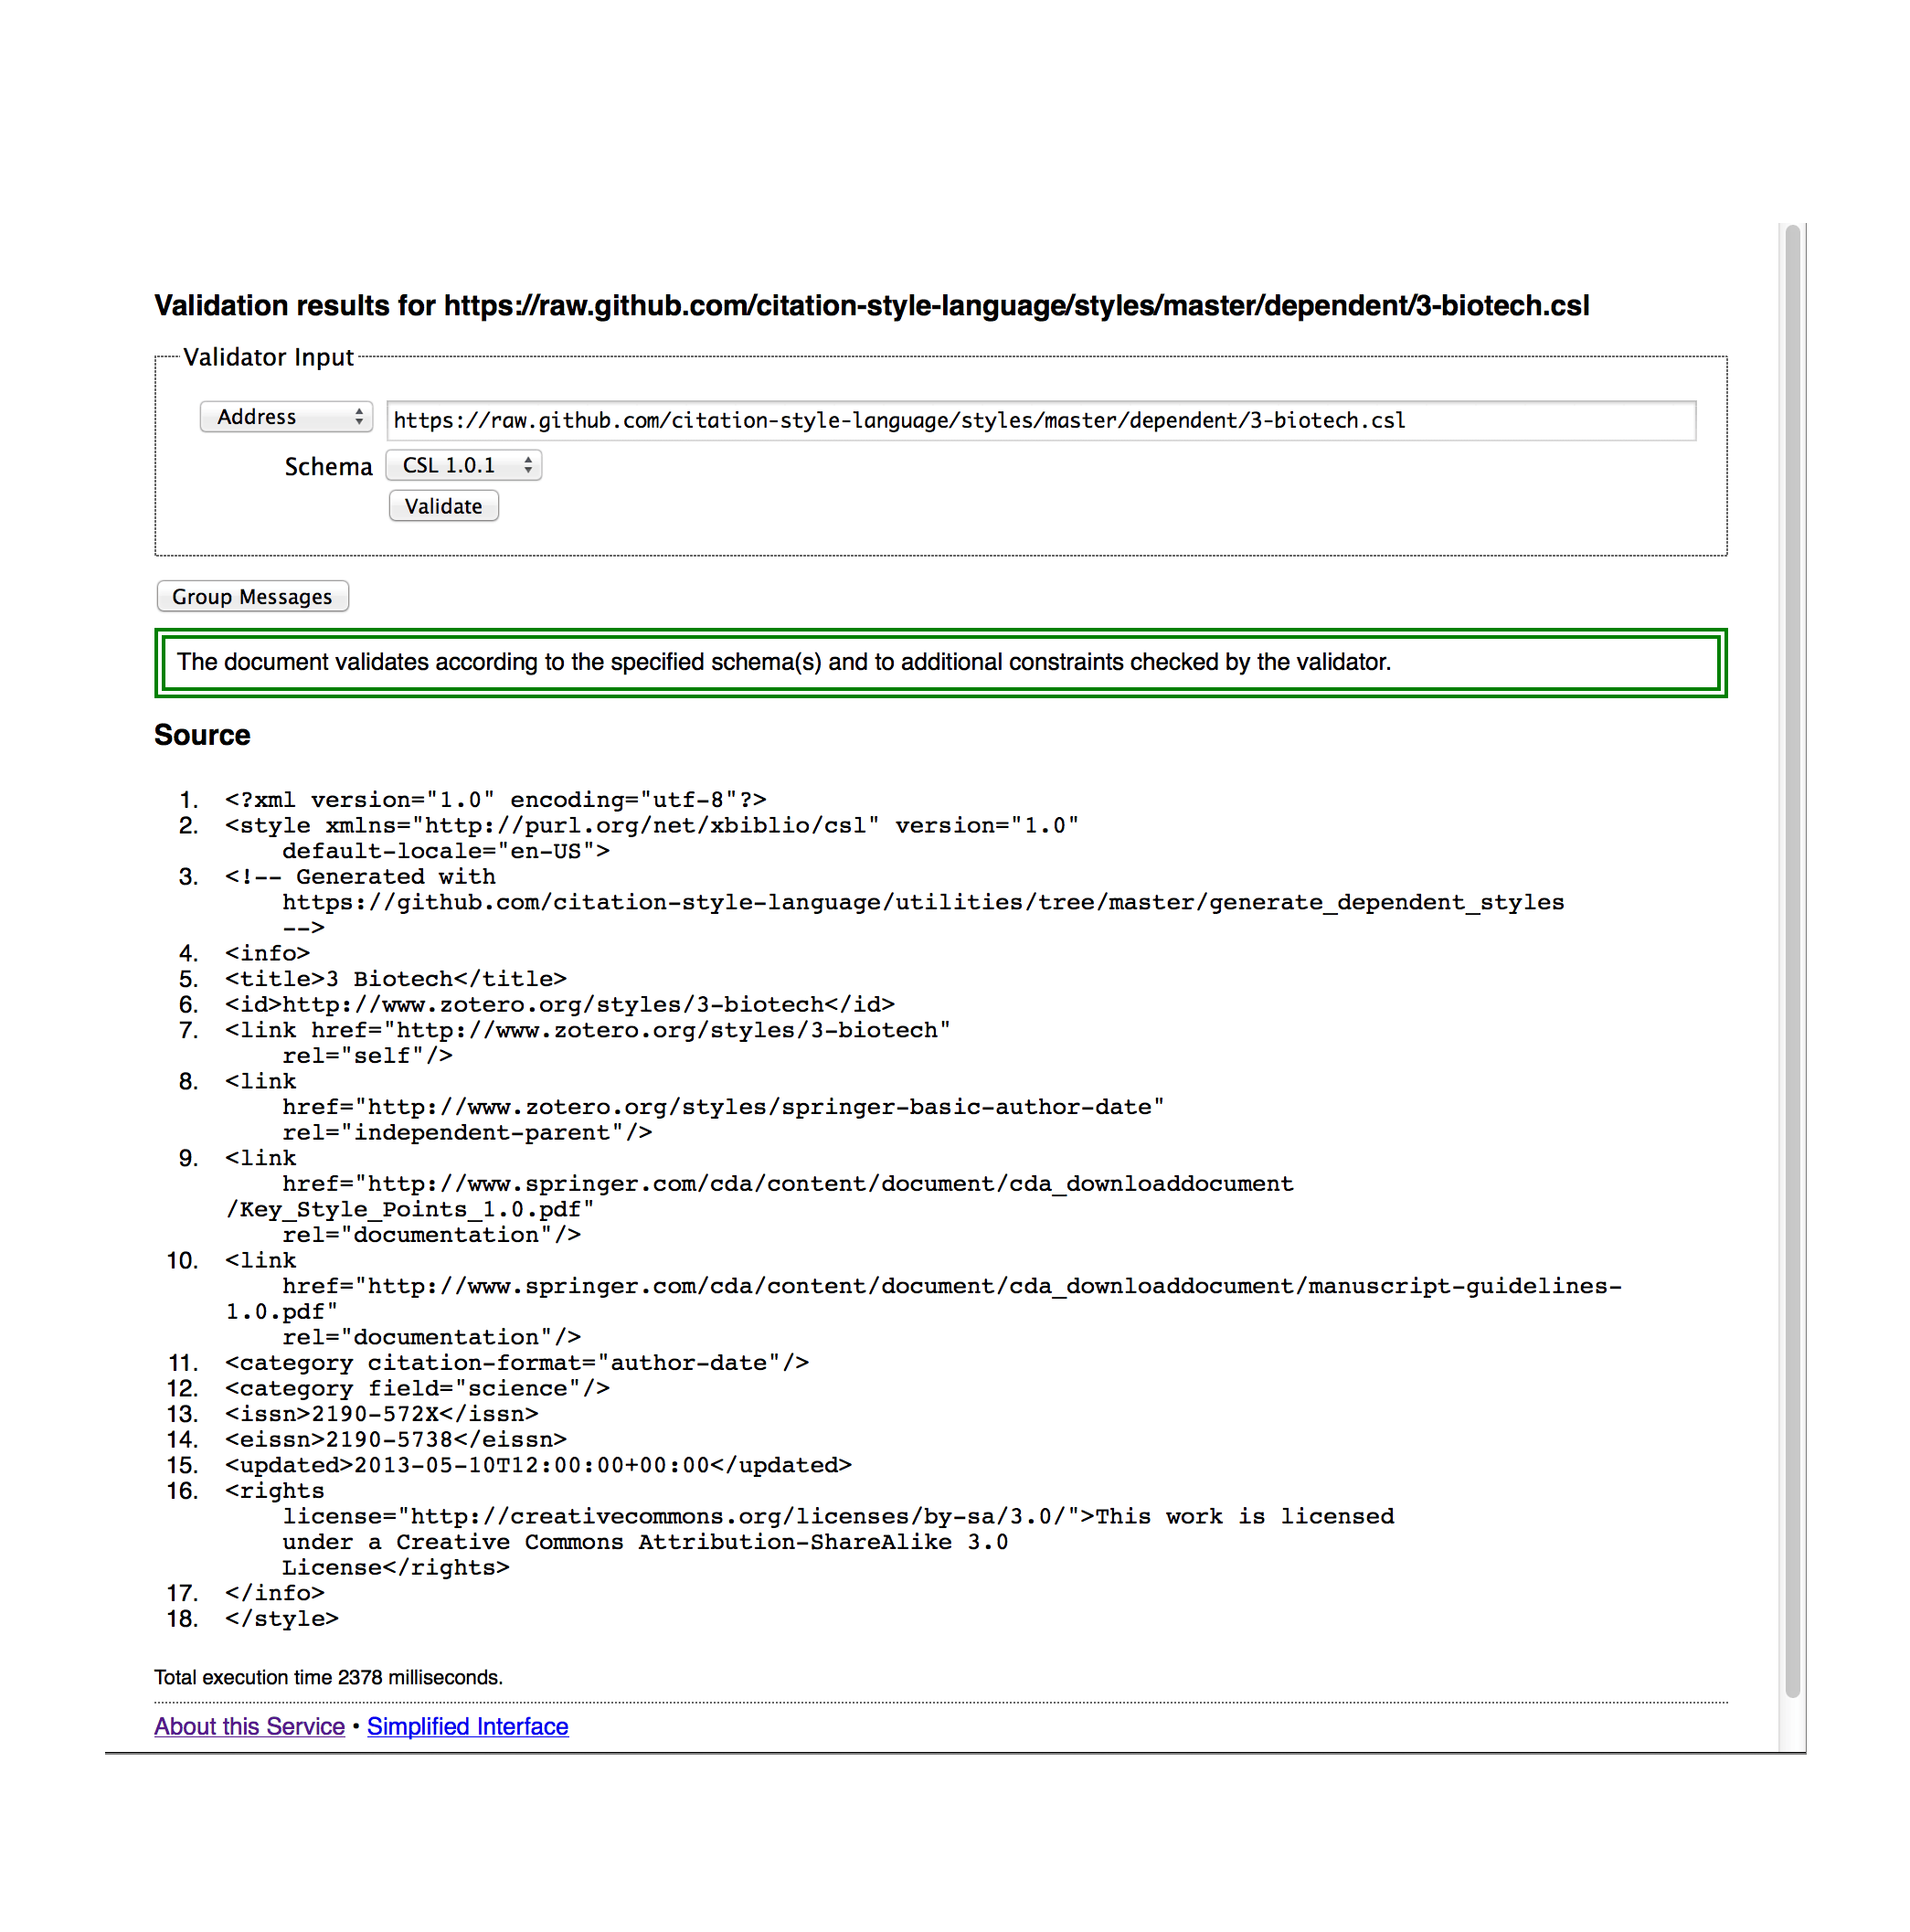 Validation results for https://raw.github.com/citation-style-language/styles/master/dependent/3-biotech.csl
Validator Input
Address https://raw.github.com/citation-style-language/styles/master/dependent/3-biotech.csl
Schema CSL 1.0.1
Validate
Group Messages
The document validates according to the specified schema(s) and to additional constraints checked by the validator.
Source
1. <?xml version="1.0" encoding="utf-8"?>
2. <style xmlns="http://purl.org/net/xbiblio/csl" version="1.0"
default-locale="en-US">
3. <!-- Generated with
https://github.com/citation-style-language/utilities/tree/master/generate_dependent_styles
-->
4. <info>
5. <title>3 Biotech</title>
6. <id>http://www.zotero.org/styles/3-biotech</id>
7. <link href="http://www.zotero.org/styles/3-biotech"
rel="self"/>
8. <link
href="http://www.zotero.org/styles/springer-basic-author-date"
rel="independent-parent"/>
9. <link
href="http://www.springer.com/cda/content/document/cda_downloaddocument
/Key_Style_Points_1.0.pdf"
rel="documentation"/>
10. <link
href="http://www.springer.com/cda/content/document/cda_downloaddocument/manuscript-guidelines-
1.0.pdf"
rel="documentation"/>
11. <category citation-format="author-date"/>
12. <category field="science"/>
13. <issn>2190-572X</issn>
14. <eissn>2190-5738</eissn>
15. <updated>2013-05-10T12:00:00+00:00</updated>
16. <rights
license="http://creativecommons.org/licenses/by-sa/3.0/">This work is licensed
under a Creative Commons Attribution-ShareAlike 3.0
License</rights>
17. </info>
18. </style>
Total execution time 2378 milliseconds.
About this Service • Simplified Interface